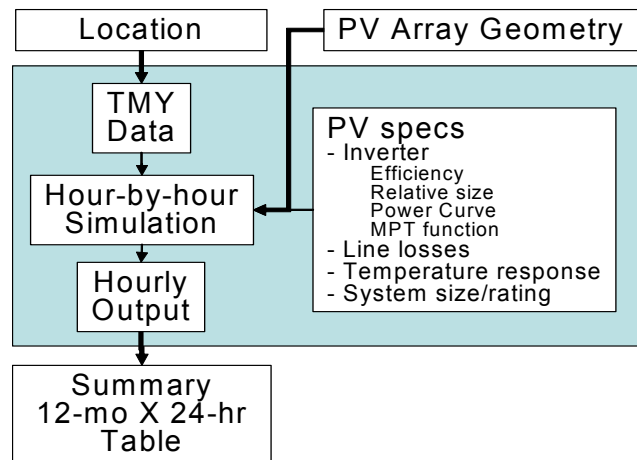 Location
PV Array Geometry
TMY
Data
Hour-by-hour
Simulation
Hourly
Output
PV specs
- Inverter
Efficiency
Relative size
Power Curve
MPT function
- Line losses
- Temperature response
- System size/rating
Summary
12-mo X 24-hr
Table